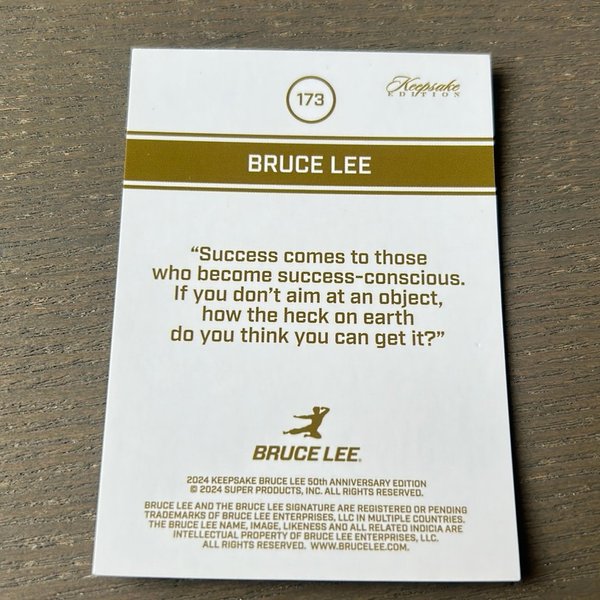 173
Keepsake
EDITION
BRUCE LEE
“Success comes to those
who become success-conscious.
If you don’t aim at an object,
how the heck on earth
do you think you can get it?”
BRUCE LEE®
2024 KEEPSAKE BRUCE LEE 50th ANNIVERSARY EDITION
© 2024 SUPER PRODUCTS, INC. ALL RIGHTS RESERVED.
BRUCE LEE AND THE BRUCE LEE SIGNATURE ARE REGISTERED OR PENDING
TRADEMARKS OF BRUCE LEE ENTERPRISES, LLC IN MULTIPLE COUNTRIES.
THE BRUCE LEE NAME, IMAGE, LIKENESS AND ALL RELATED INDICIA ARE
INTELLECTUAL PROPERTY OF BRUCE LEE ENTERPRISES, LLC.
ALL RIGHTS RESERVED. WWW.BRUCELEE.COM.